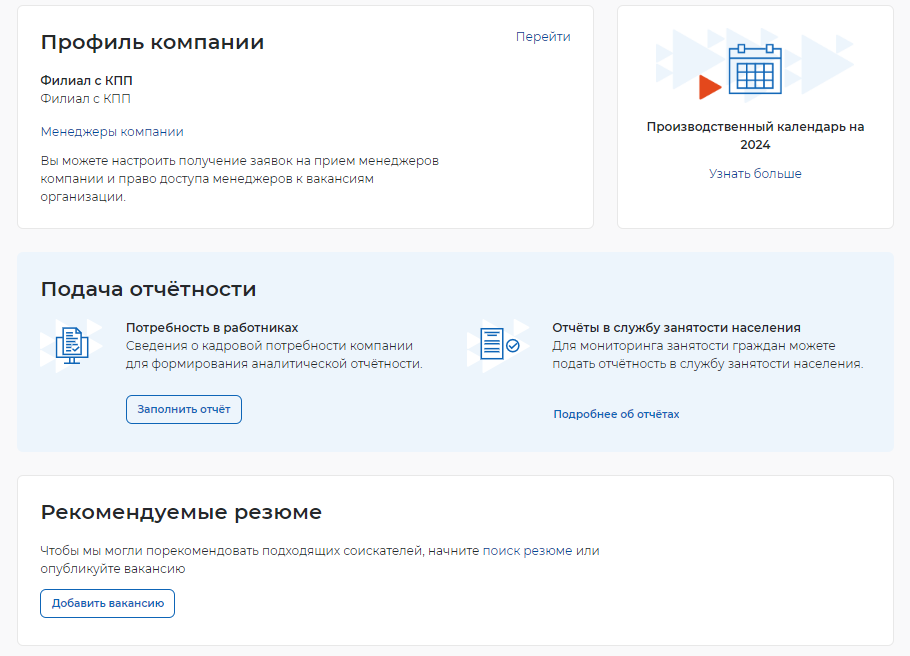 Профиль компании
Перейти
Филиал с КПП
Филиал с КПП
Менеджеры компании
Вы можете настроить получение заявок на прием менеджеров
компании и право доступа менеджеров к вакансиям
организации.
Производственный календарь на
2024
Узнать больше
Подача отчётности
Потребность в работниках
Сведения о кадровой потребности компании
для формирования аналитической отчётности.
Заполнить отчёт
Отчёты в службу занятости населения
Для мониторинга занятости граждан можете
подать отчётность в службу занятости населения.
Подробнее об отчётах
Рекомендуемые резюме
Чтобы мы могли порекомендовать подходящих соискателей, начните поиск резюме или
опубликуйте вакансию
Добавить вакансию